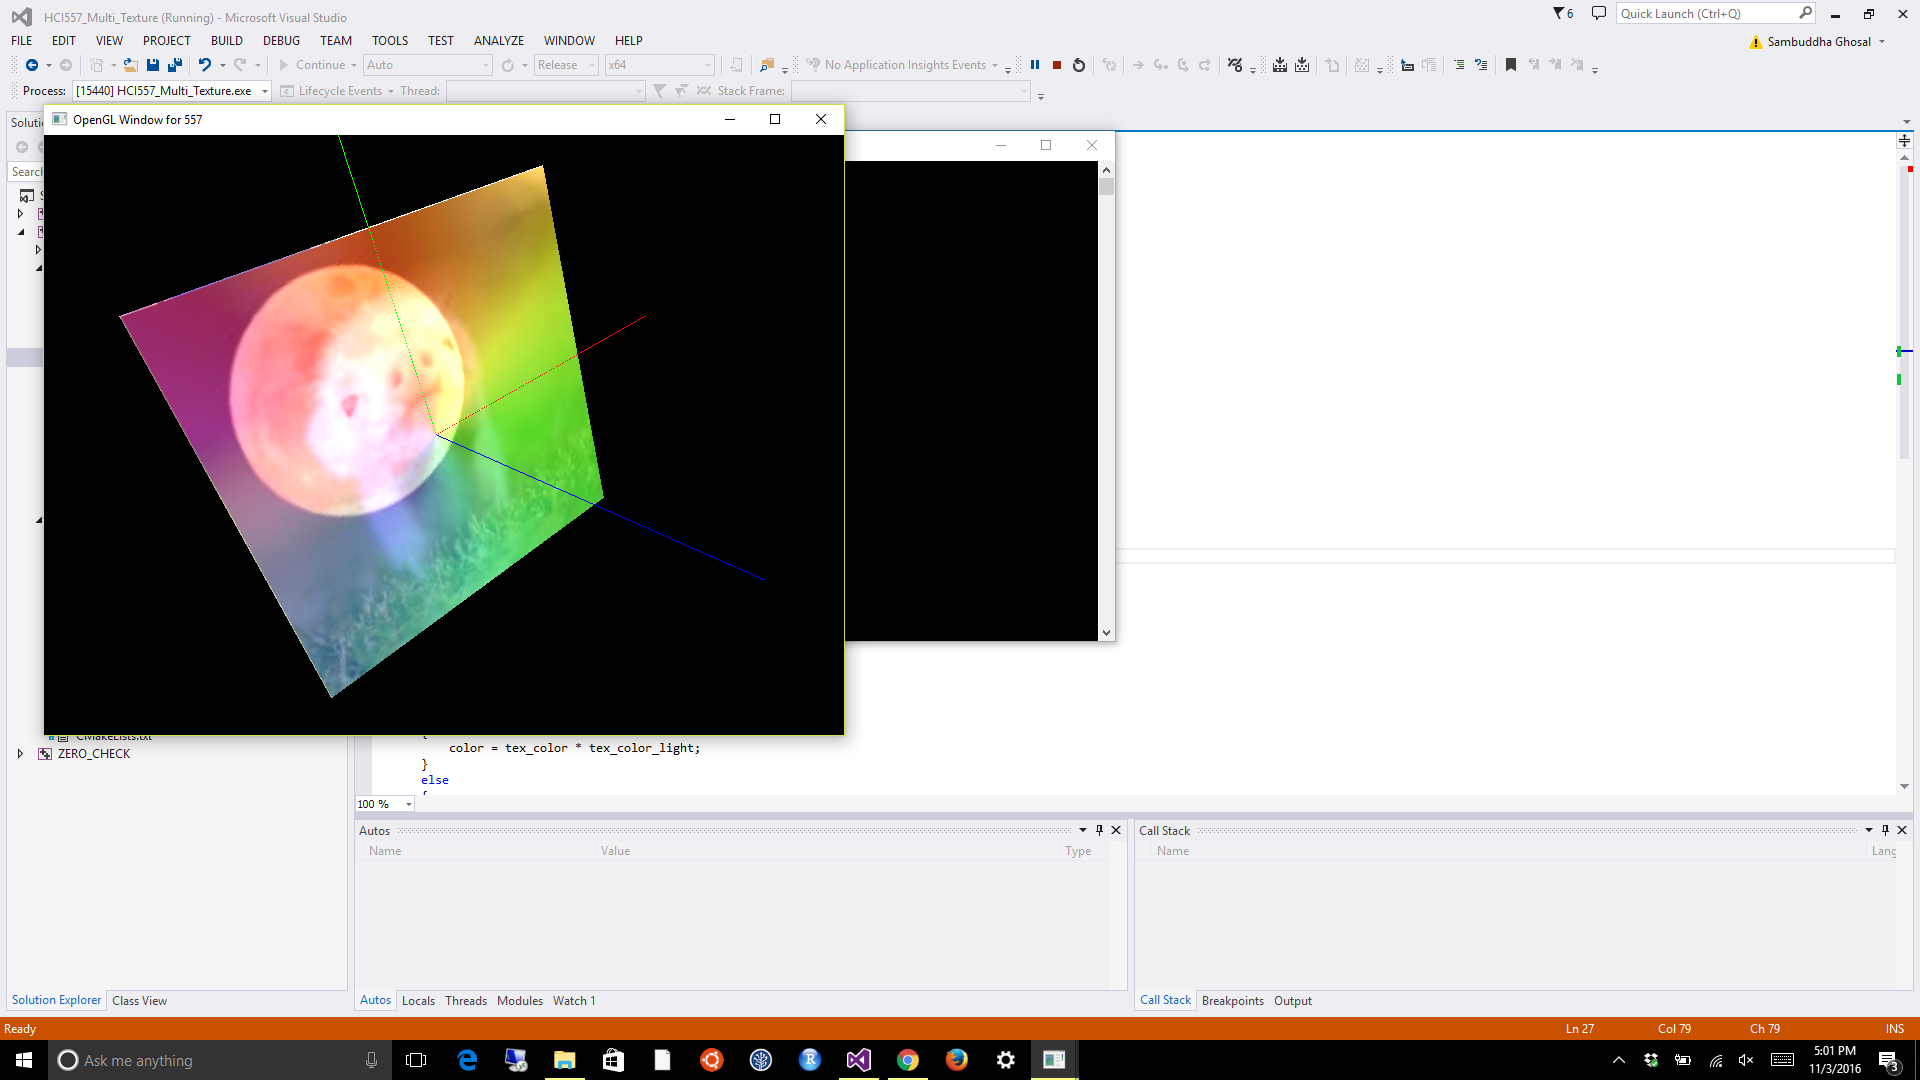 HCI557_Multi_Texture (Running) - Microsoft Visual Studio
6
Quick Launch (Ctrl+Q)
FILE EDIT VIEW PROJECT BUILD DEBUG TEAM TOOLS TEST ANALYZE WINDOW HELP
Sambuddha Ghosal
Continue Auto Release x64 No Application Insights Events
Process: [15440] HCI557_Multi_Texture.exe Lifecycle Events Thread: Stack Frame:
OpenGL Window for 557
CMakeLists.txt
ZERO_CHECK
color = tex_color * tex_color_light;
}
else
{
100 %
Autos
Name Value Type
Call Stack
Name Lang
Solution Explorer Class View
Autos Locals Threads Modules Watch 1
Call Stack Breakpoints Output
Ready Ln 27 Col 79 Ch 79 INS
Ask me anything
5:01 PM
11/3/2016
3